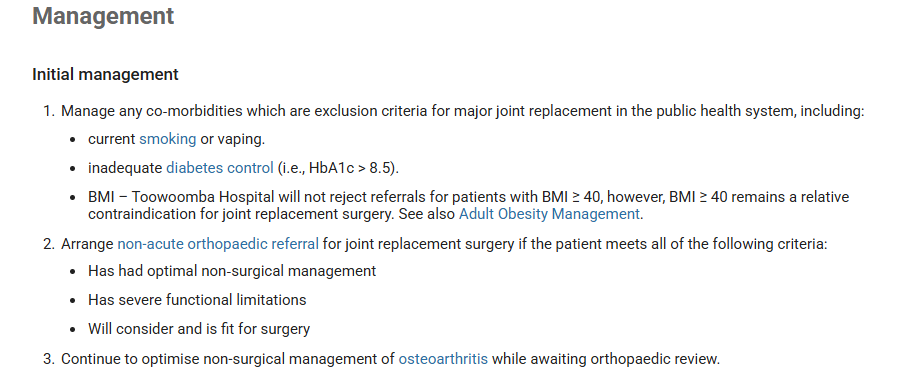 Management
Initial management
1. Manage any co-morbidities which are exclusion criteria for major joint replacement in the public health system, including:
• current smoking or vaping.
• inadequate diabetes control (i.e., HbA1c > 8.5).
• BMI – Toowoomba Hospital will not reject referrals for patients with BMI ≥ 40, however, BMI ≥ 40 remains a relative
contraindication for joint replacement surgery. See also Adult Obesity Management.
2. Arrange non-acute orthopaedic referral for joint replacement surgery if the patient meets all of the following criteria:
• Has had optimal non-surgical management
• Has severe functional limitations
• Will consider and is fit for surgery
3. Continue to optimise non-surgical management of osteoarthritis while awaiting orthopaedic review.